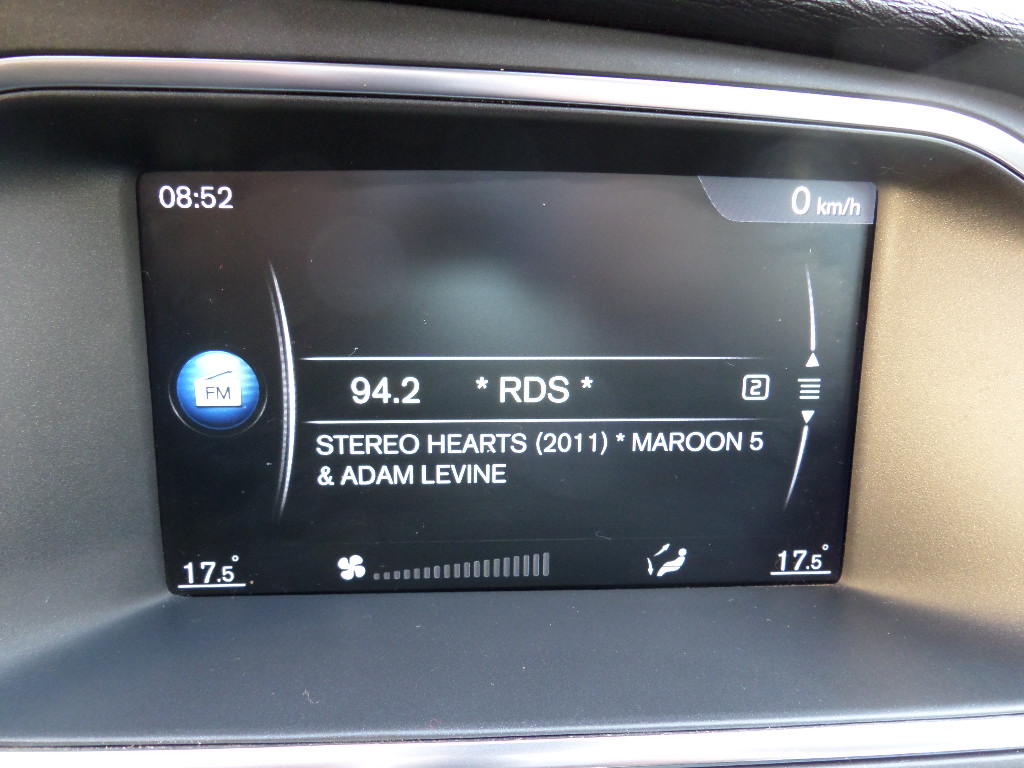 08:52
0 km/h
FM
94.2 * RDS * 2
STEREO HEARTS (2011) * MAROON 5
& ADAM LEVINE
17.5° 17.5°